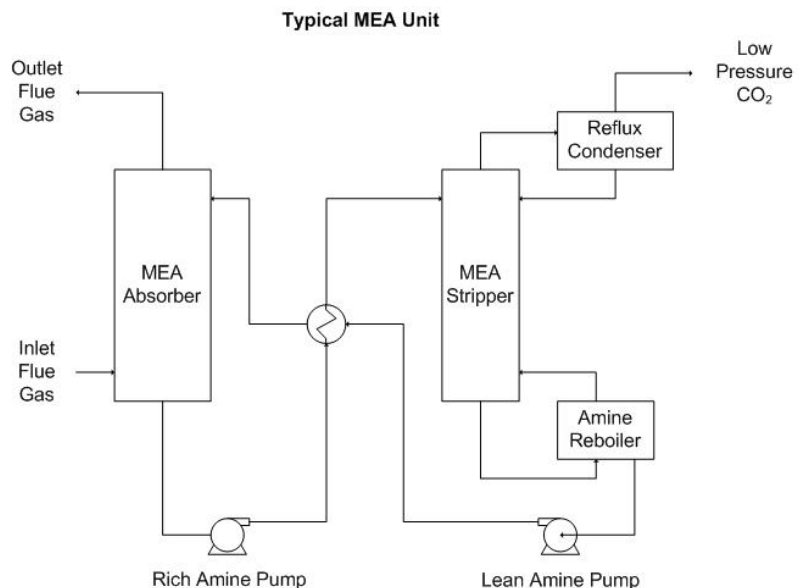 Typical MEA Unit
Outlet
Flue
Gas
Low
Pressure
CO₂
Reflux
Condenser
MEA
Absorber
MEA
Stripper
Inlet
Flue
Gas
Amine
Reboiler
Rich Amine Pump
Lean Amine Pump